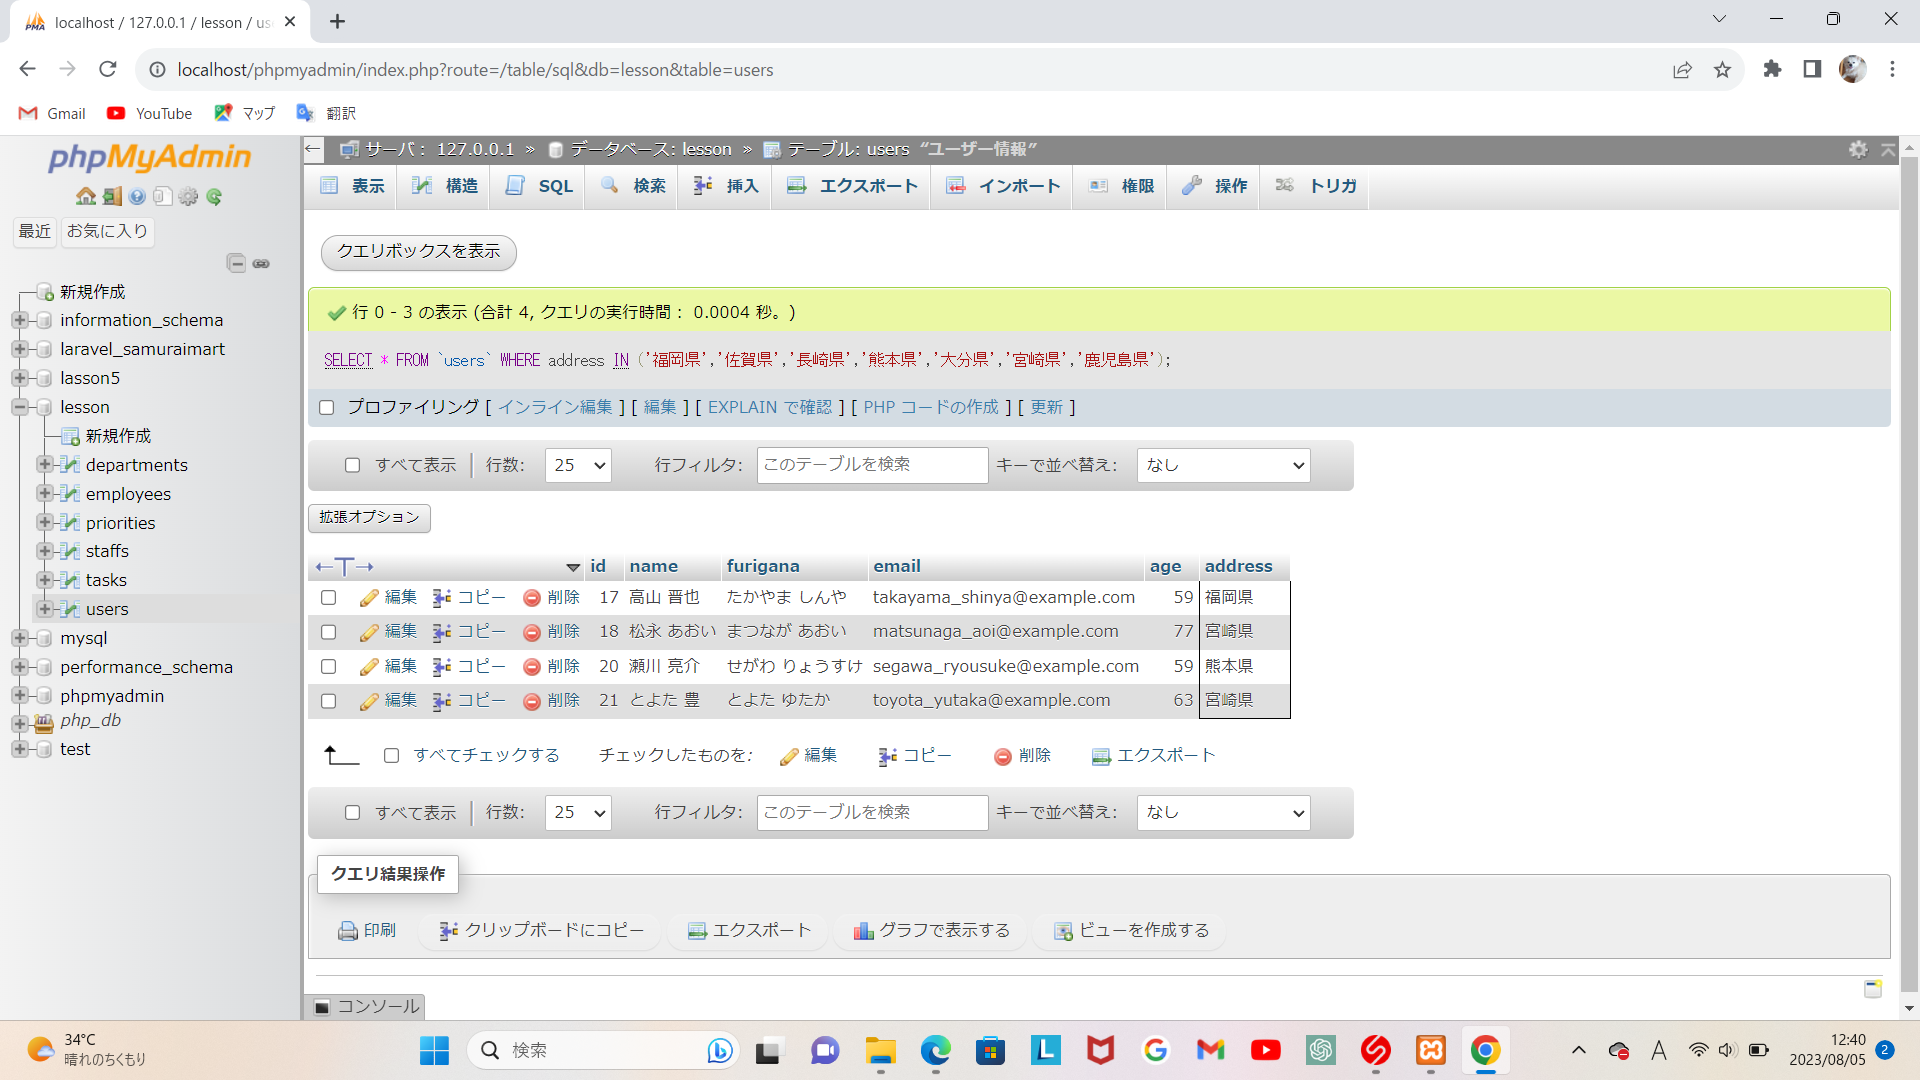 localhost / 127.0.0.1 / lesson / us
localhost/phpmyadmin/index.php?route=/table/sql&db=lesson&table=users
Gmail YouTube マップ 翻訳
phpMyAdmin
最近 お気に入り
新規作成
information_schema
laravel_samuraimart
lasson5
lesson
新規作成
departments
employees
priorities
staffs
tasks
users
mysql
performance_schema
phpmyadmin
php_db
test
サーバ: 127.0.0.1 » データベース: lesson » テーブル: users “ユーザー情報”
表示 構造 SQL 検索 挿入 エクスポート インポート 権限 操作 トリガ
クエリボックスを表示
行 0 - 3 の表示 (合計 4, クエリの実行時間: 0.0004 秒。)
SELECT * FROM `users` WHERE address IN ('福岡県','佐賀県','長崎県','熊本県','大分県','宮崎県','鹿児島県');
プロファイリング [ インライン編集 ] [ 編集 ] [ EXPLAIN で確認 ] [ PHP コードの作成 ] [ 更新 ]
すべて表示 行数: 25 行フィルタ: このテーブルを検索 キーで並べ替え: なし
拡張オプション
←T→ id name furigana email age address
編集 コピー 削除 17 高山 晋也 たかやま しんや takayama_shinya@example.com 59 福岡県
編集 コピー 削除 18 松永 あおい まつなが あおい matsunaga_aoi@example.com 77 宮崎県
編集 コピー 削除 20 瀬川 亮介 せがわ りょうすけ segawa_ryousuke@example.com 59 熊本県
編集 コピー 削除 21 とよた 豊 とよた ゆたか toyota_yutaka@example.com 63 宮崎県
すべてチェックする チェックしたものを: 編集 コピー 削除 エクスポート
すべて表示 行数: 25 行フィルタ: このテーブルを検索 キーで並べ替え: なし
クエリ結果操作
印刷 クリップボードにコピー エクスポート グラフで表示する ビューを作成する
コンソール
34°C
晴れのちくもり
検索
A
12:40
2023/08/05
2